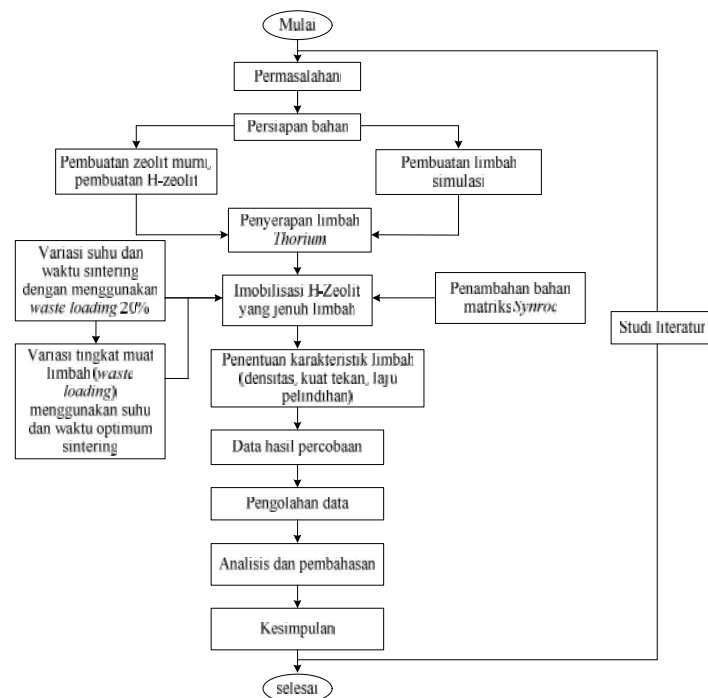 Mulai
Permasalahan
Persiapan bahan
Pembuatan zeolit murni,
pembuatan H-zeolit
Pembuatan limbah
simulasi
Penyerapan limbah
Thorium
Variasi suhu dan
waktu sintering
dengan menggunakan
waste loading 20%
Imobilisasi H-Zeolit
yang jenuh limbah
Penambahan bahan
matriks Synroc
Studi literatur
Variasi tingkat muat
limbah (waste
loading)
menggunakan suhu
dan waktu optimum
sintering
Penentuan karakteristik limbah
(densitas, kuat tekan, laju
pelindihan)
Data hasil percobaan
Pengolahan data
Analisis dan pembahasan
Kesimpulan
selesai